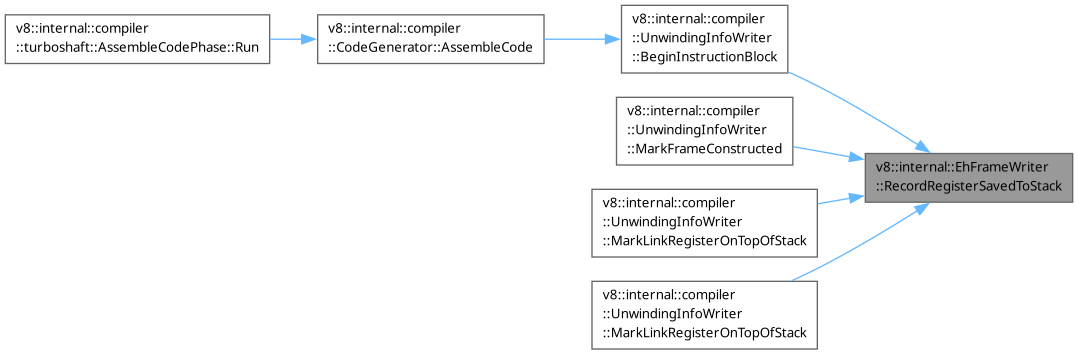 v8::internal::compiler
::turboshaft::AssembleCodePhase::Run
v8::internal::compiler
::CodeGenerator::AssembleCode
v8::internal::compiler
::UnwindingInfoWriter
::BeginInstructionBlock
v8::internal::compiler
::UnwindingInfoWriter
::MarkFrameConstructed
v8::internal::EhFrameWriter
::RecordRegisterSavedToStack
v8::internal::compiler
::UnwindingInfoWriter
::MarkLinkRegisterOnTopOfStack
v8::internal::compiler
::UnwindingInfoWriter
::MarkLinkRegisterOnTopOfStack